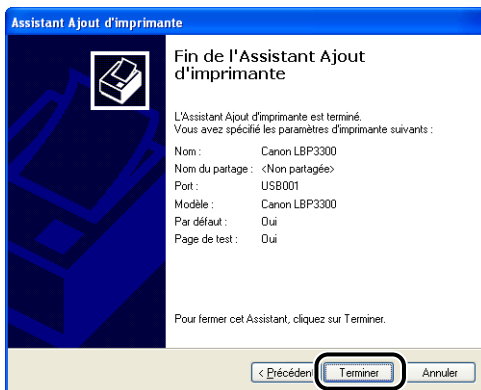 Assistant Ajout d'imprimante
Fin de l'Assistant Ajout
d'imprimante
L'Assistant Ajout d'imprimante est terminé.
Vous avez spécifié les paramètres d'imprimante suivants :
Nom : Canon LBP3300
Nom du partage : <Non partagée>
Port : USB001
Modèle : Canon LBP3300
Par défaut : Oui
Page de test : Oui
Pour fermer cet Assistant, cliquez sur Terminer.
< Précéden Terminer Annuler